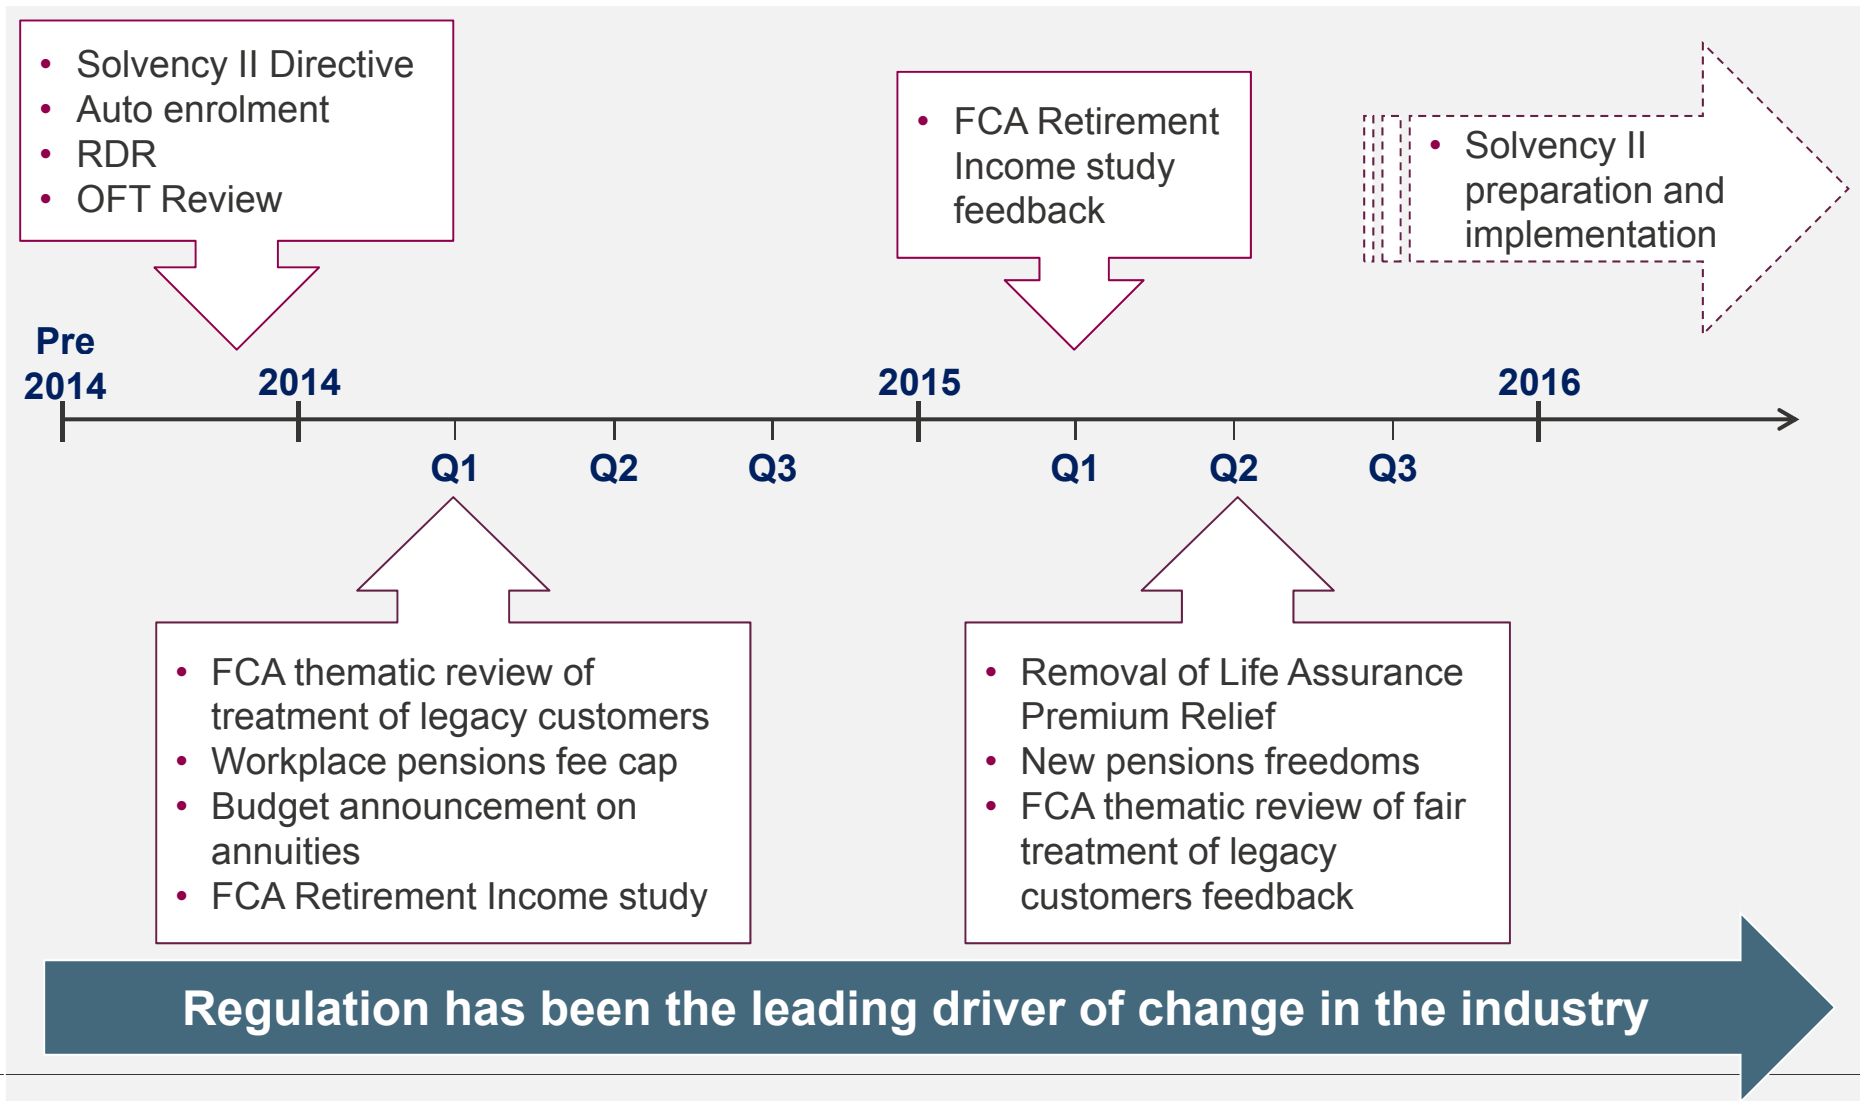 • Solvency II Directive
• Auto enrolment
• RDR
• OFT Review
• FCA Retirement
Income study
feedback
• Solvency II
preparation and
implementation
Pre
2014
2014
2015
2016
Q1
Q2
Q3
Q1
Q2
Q3
• FCA thematic review of
treatment of legacy customers
• Workplace pensions fee cap
• Budget announcement on
annuities
• FCA Retirement Income study
• Removal of Life Assurance
Premium Relief
• New pensions freedoms
• FCA thematic review of fair
treatment of legacy
customers feedback
Regulation has been the leading driver of change in the industry